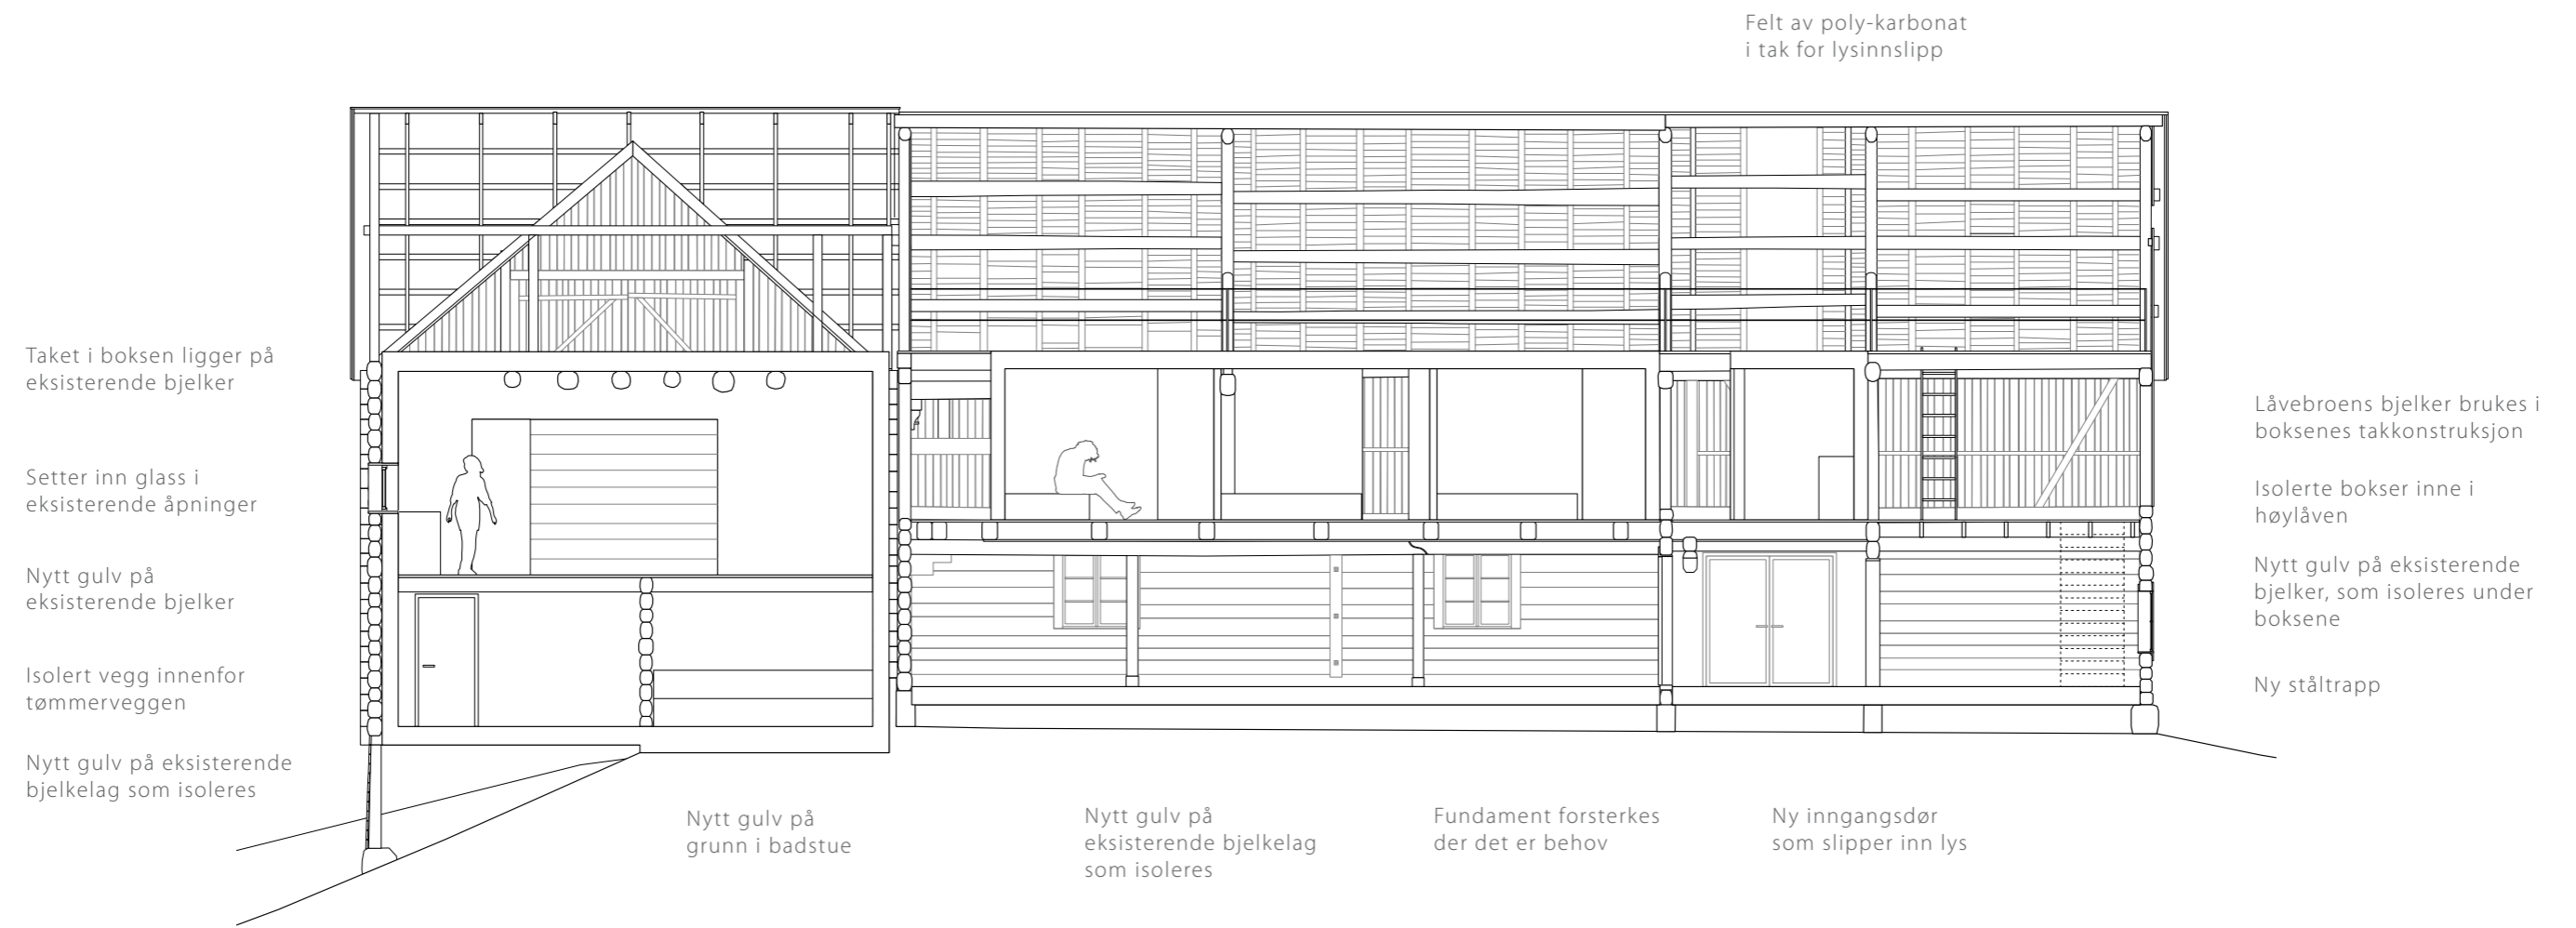 Felt av poly-karbonat
i tak for lysinnslipp
Taket i boksen ligger på
eksisterende bjelker
Setter inn glass i
eksisterende åpninger
Nytt gulv på
eksisterende bjelker
Isolert vegg innenfor
tømmerveggen
Nytt gulv på eksisterende
bjelkelag som isoleres
Nytt gulv på
grunn i badstue
Nytt gulv på
eksisterende bjelkelag
som isoleres
Fundament forsterkes
der det er behov
Ny inngangsdør
som slipper inn lys
Låvebroens bjelker brukes i
boksenes takkonstruksjon
Isolerte bokser inne i
høylåven
Nytt gulv på eksisterende
bjelker, som isoleres under
boksene
Ny ståltrapp